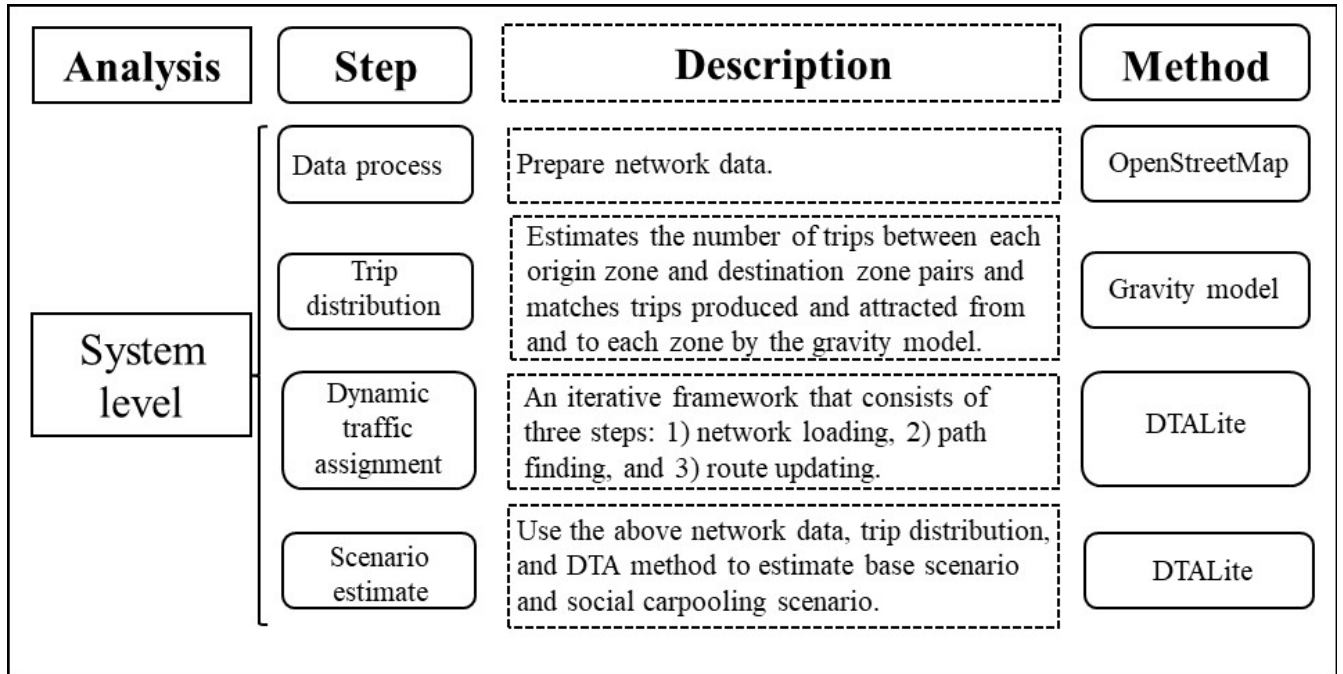 Analysis
Step
Description
Method
System
level
Data process
Prepare network data.
OpenStreetMap
Trip
distribution
Estimates the number of trips between each
origin zone and destination zone pairs and
matches trips produced and attracted from
and to each zone by the gravity model.
Gravity model
Dynamic
traffic
assignment
An iterative framework that consists of
three steps: 1) network loading, 2) path
finding, and 3) route updating.
DTALite
Scenario
estimate
Use the above network data, trip distribution,
and DTA method to estimate base scenario
and social carpooling scenario.
DTALite